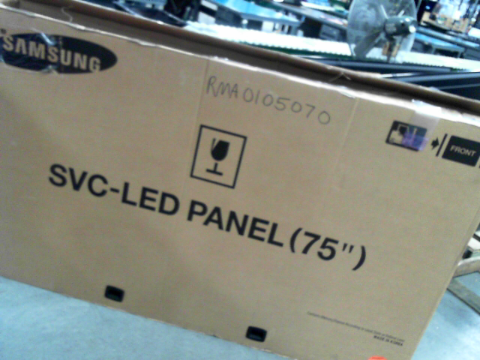 SAMSUNG
RMA0105070
FRONT
SVC-LED PANEL (75")